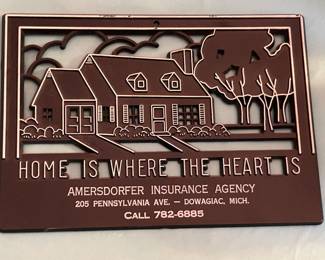 HOME IS WHERE THE HEART IS
AMERSDORFER INSURANCE AGENCY
205 PENNSYLVANIA AVE. — DOWAGIAC, MICH.
CALL 782-6885